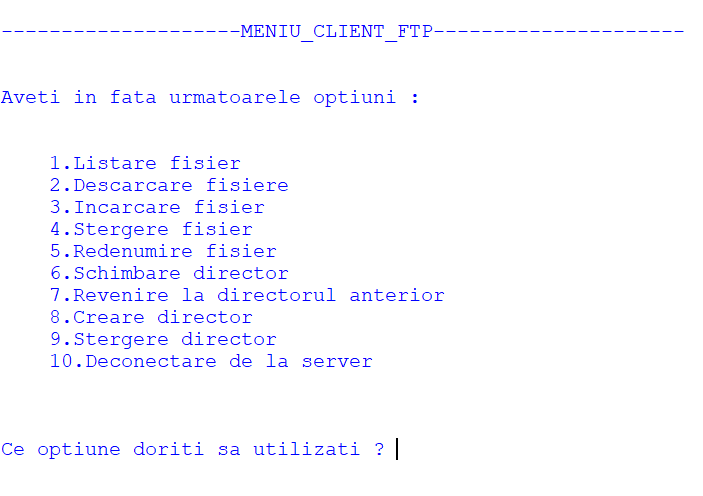 --------------------MENIU_CLIENT_FTP---------------------
Aveti in fata urmatoarele optiuni :
1.Listare fisier
2.Descarcare fisiere
3.Incarcare fisier
4.Stergere fisier
5.Redenumire fisier
6.Schimbare director
7.Revenire la directorul anterior
8.Creare director
9.Stergere director
10.Deconectare de la server
Ce optiune doriti sa utilizati ?